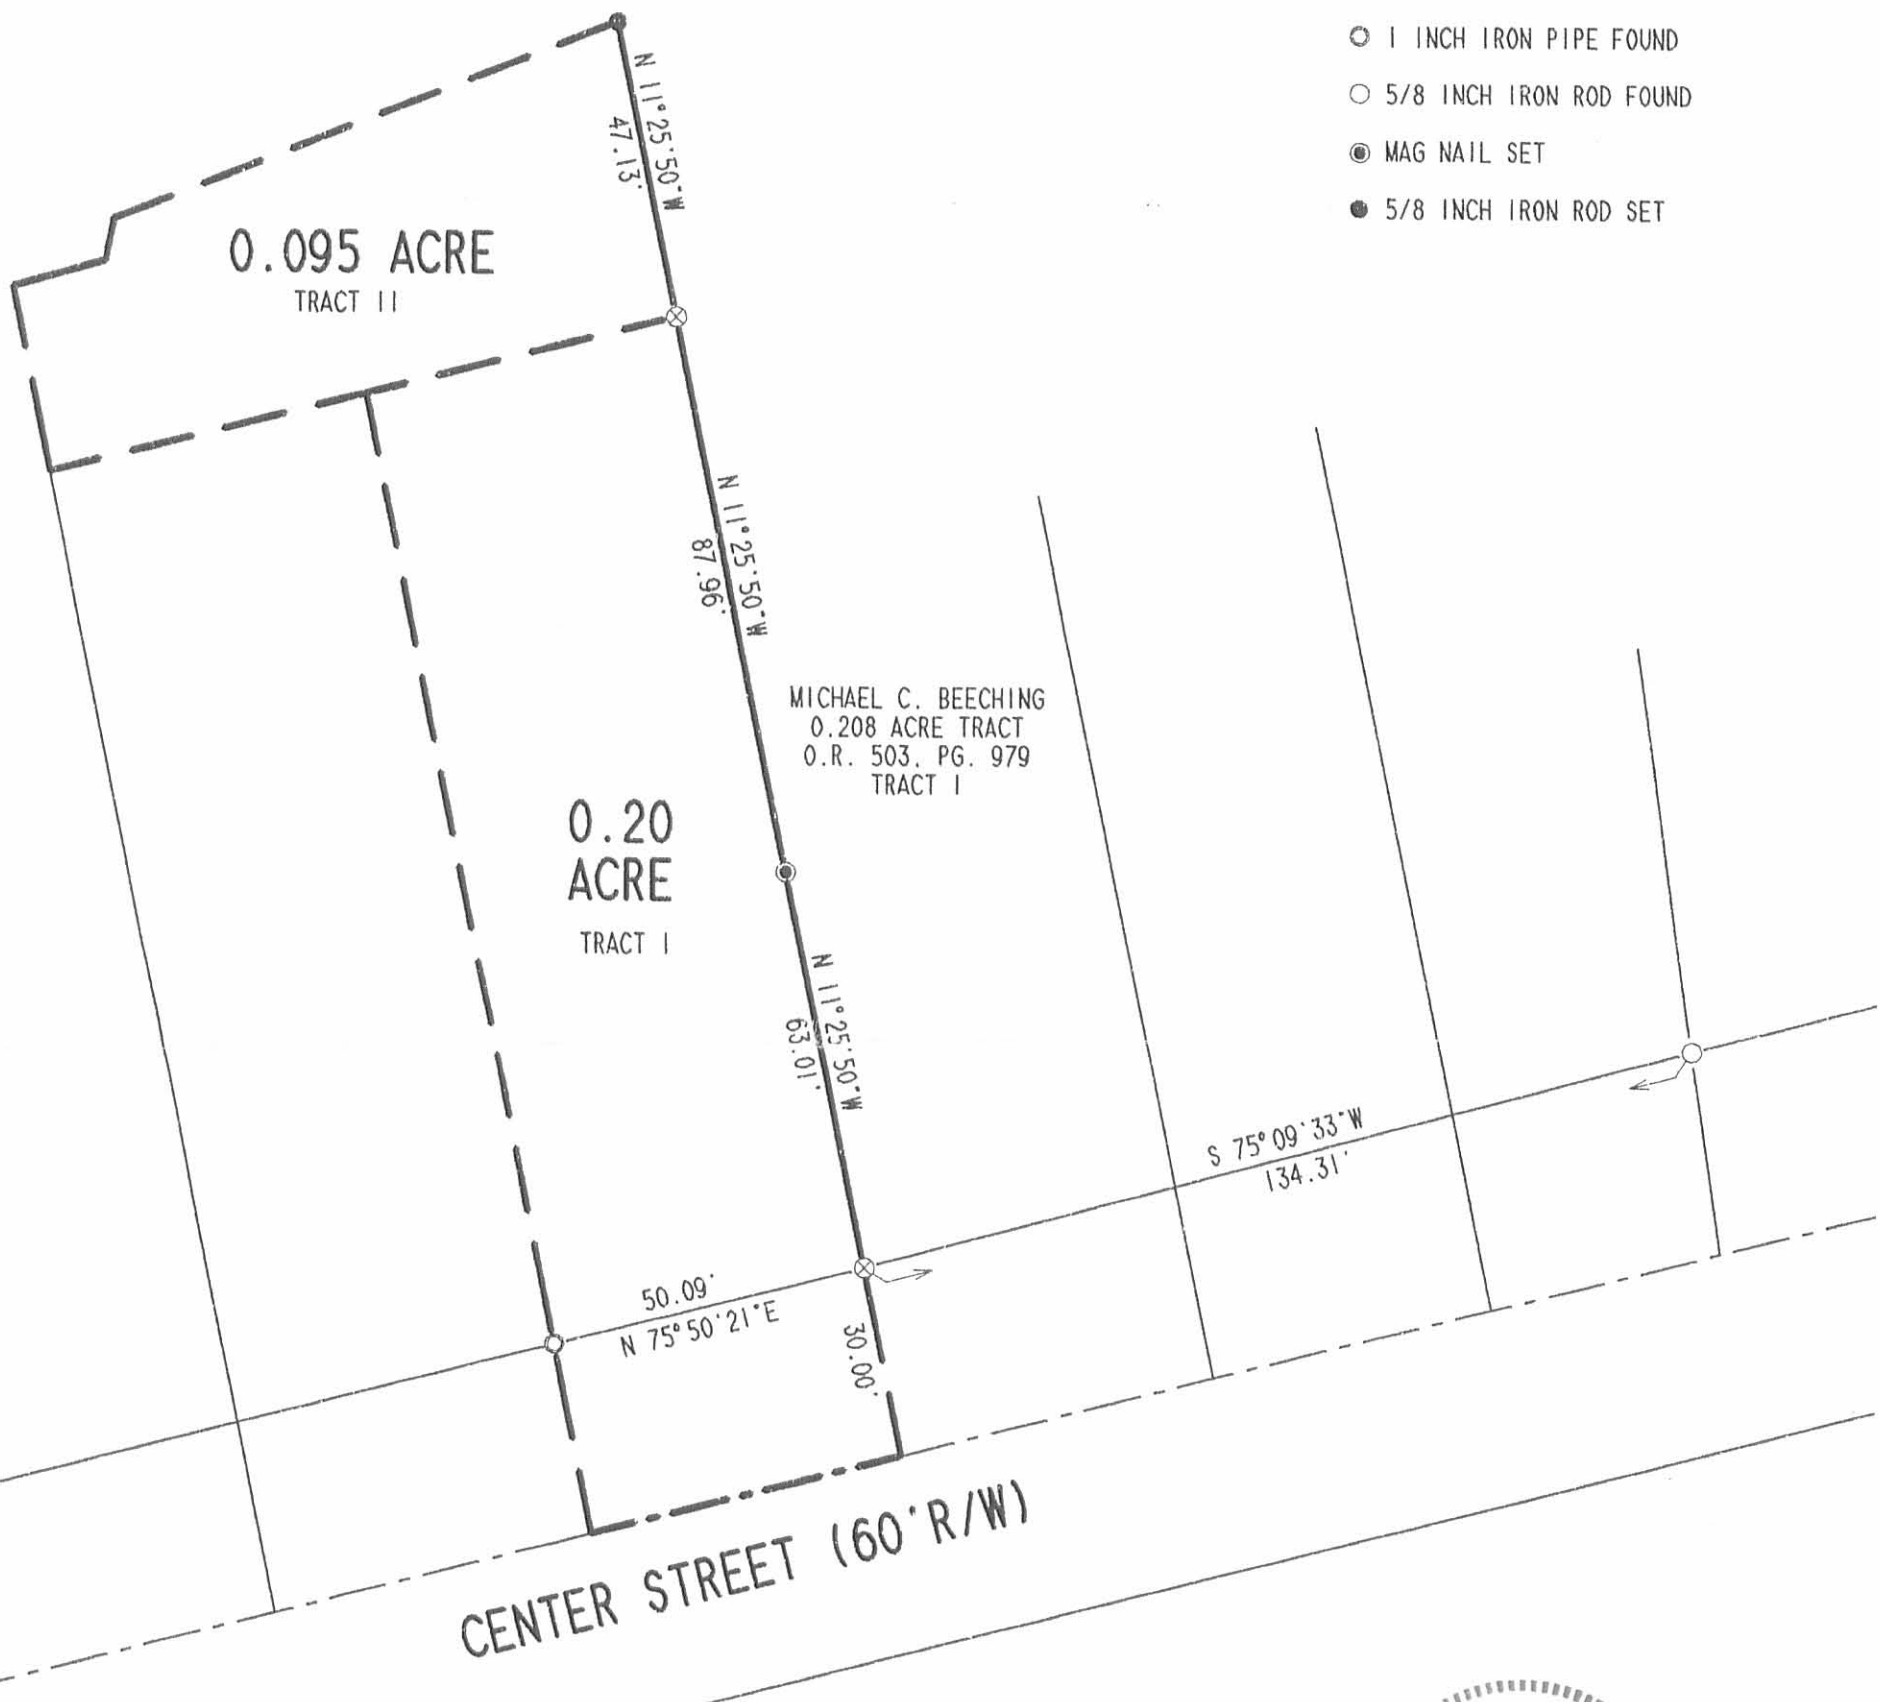 1 INCH IRON PIPE FOUND
5/8 INCH IRON ROD FOUND
MAG NAIL SET
5/8 INCH IRON ROD SET
N 11°25'50"W
47.13'
0.095 ACRE
TRACT II
N 11°25'50"W
87.96'
MICHAEL C. BEECHING
0.208 ACRE TRACT
O.R. 503, PG. 979
TRACT I
0.20
ACRE
TRACT I
N 11°25'50"W
63.01'
S 75°09'33"W
134.31'
50.09'
N 75°50'21"E
30.00'
CENTER STREET (60'R/W)